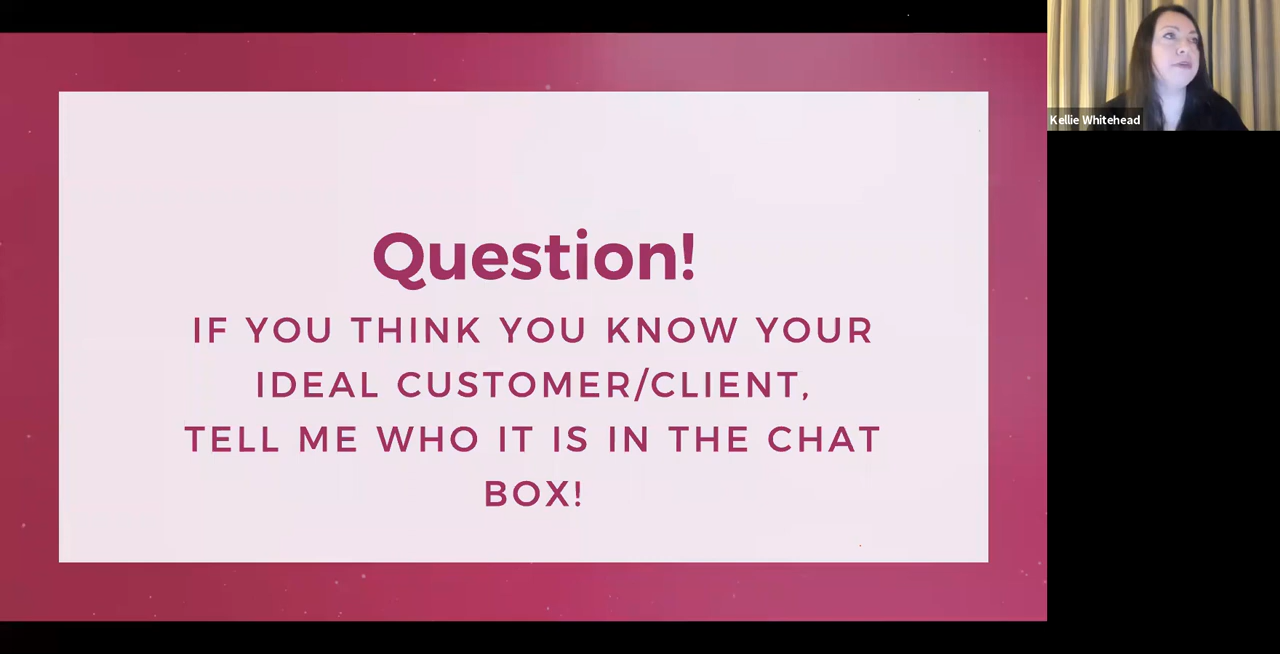 Question!
IF YOU THINK YOU KNOW YOUR
IDEAL CUSTOMER/CLIENT,
TELL ME WHO IT IS IN THE CHAT
BOX!
Kellie Whitehead